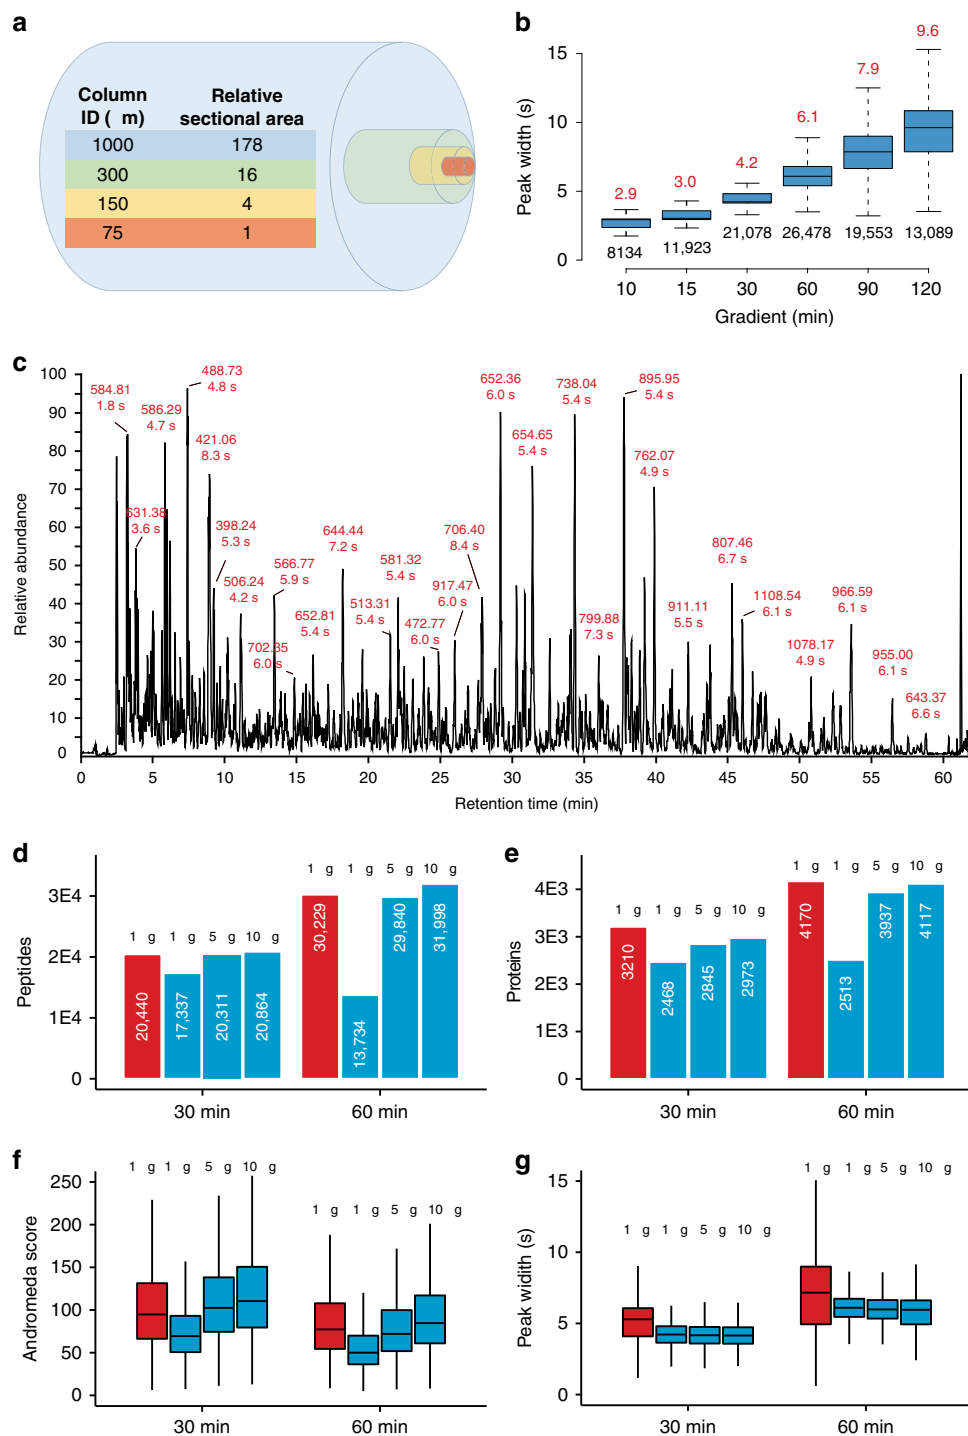 a
Column
ID ( m)
Relative
sectional area
1000 178
300 16
150 4
75 1
b
Peak width (s)
15
10
5
0
2.9
3.0
4.2
6.1
7.9
9.6
8134
11,923
21,078
26,478
19,553
13,089
10 15 30 60 90 120
Gradient (min)
c
Relative abundance
100
90
80
70
60
50
40
30
20
10
0
584.81
1.8 s
631.38
3.6 s
586.29
4.7 s
488.73
4.8 s
421.06
8.3 s
398.24
5.3 s
506.24
4.2 s
566.77
5.9 s
702.85
6.0 s
652.81
5.4 s
644.44
7.2 s
513.31
5.4 s
581.32
5.4 s
472.77
6.0 s
917.47
6.0 s
706.40
8.4 s
652.36
6.0 s
654.65
5.4 s
738.04
5.4 s
799.88
7.3 s
895.95
5.4 s
762.07
4.9 s
911.11
5.5 s
807.46
6.7 s
1108.54
6.1 s
1078.17
4.9 s
966.59
6.1 s
955.00
6.1 s
643.37
6.6 s
0 5 10 15 20 25 30 35 40 45 50 55 60
Retention time (min)
d
Peptides
3E4
2E4
1E4
0
1 g 1 g 5 g 10 g
20,440
17,337
20,311
20,864
1 g 1 g 5 g 10 g
30,229
13,734
29,840
31,998
30 min 60 min
e
Proteins
4E3
3E3
2E3
1E3
0
1 g 1 g 5 g 10 g
3210
2468
2845
2973
1 g 1 g 5 g 10 g
4170
2513
3937
4117
30 min 60 min
f
Andromeda score
250
200
150
100
50
0
1 g 1 g 5 g 10 g
1 g 1 g 5 g 10 g
30 min 60 min
g
Peak widith (s)
15
10
5
0
1 g 1 g 5 g 10 g
1 g 1 g 5 g 10 g
30 min 60 min